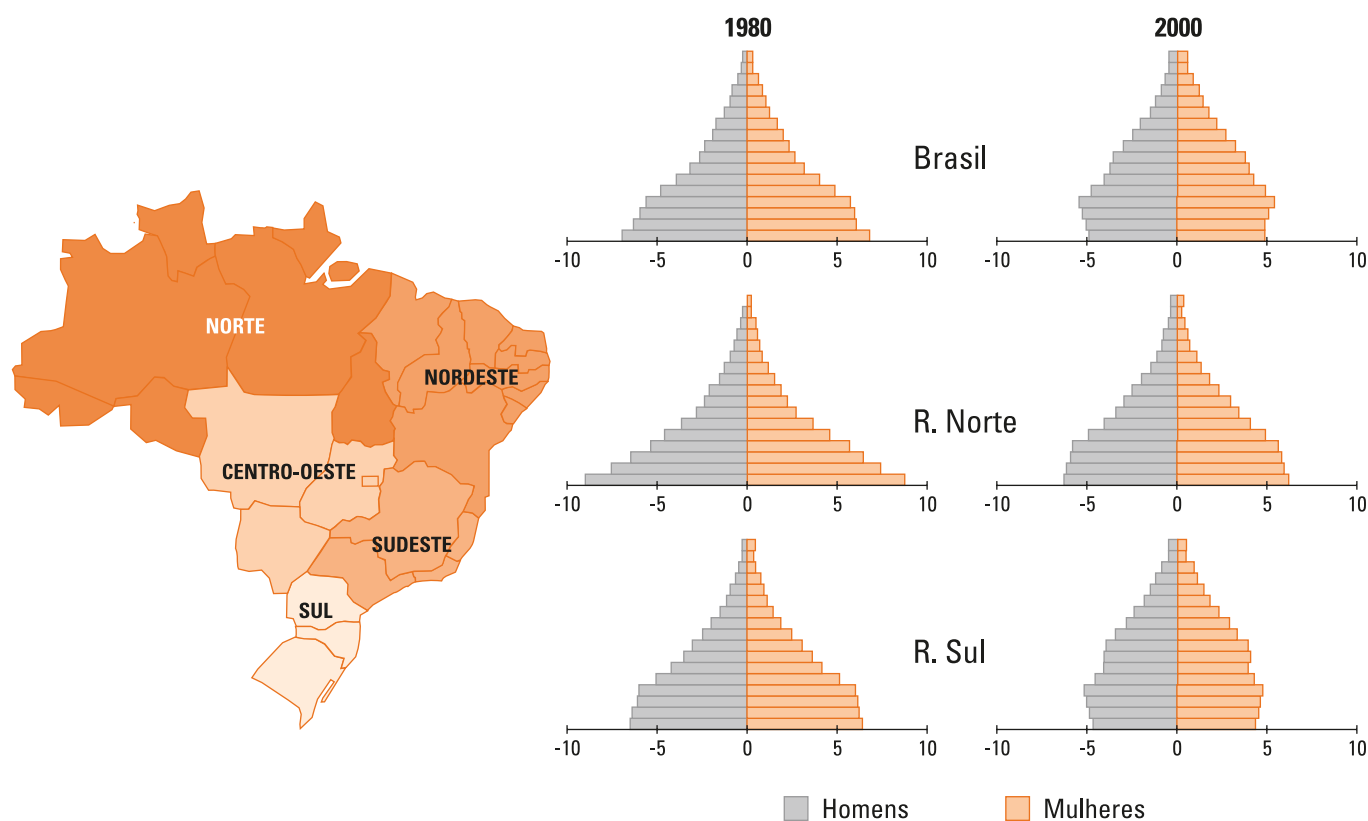 1980 2000
Brasil
-10 -5 0 5 10 -10 -5 0 5 10
NORTE
NORDESTE
R. Norte
CENTRO-OESTE
-10 -5 0 5 10 -10 -5 0 5 10
SUDESTE
SUL
R. Sul
-10 -5 0 5 10 -10 -5 0 5 10
Homens Mulheres